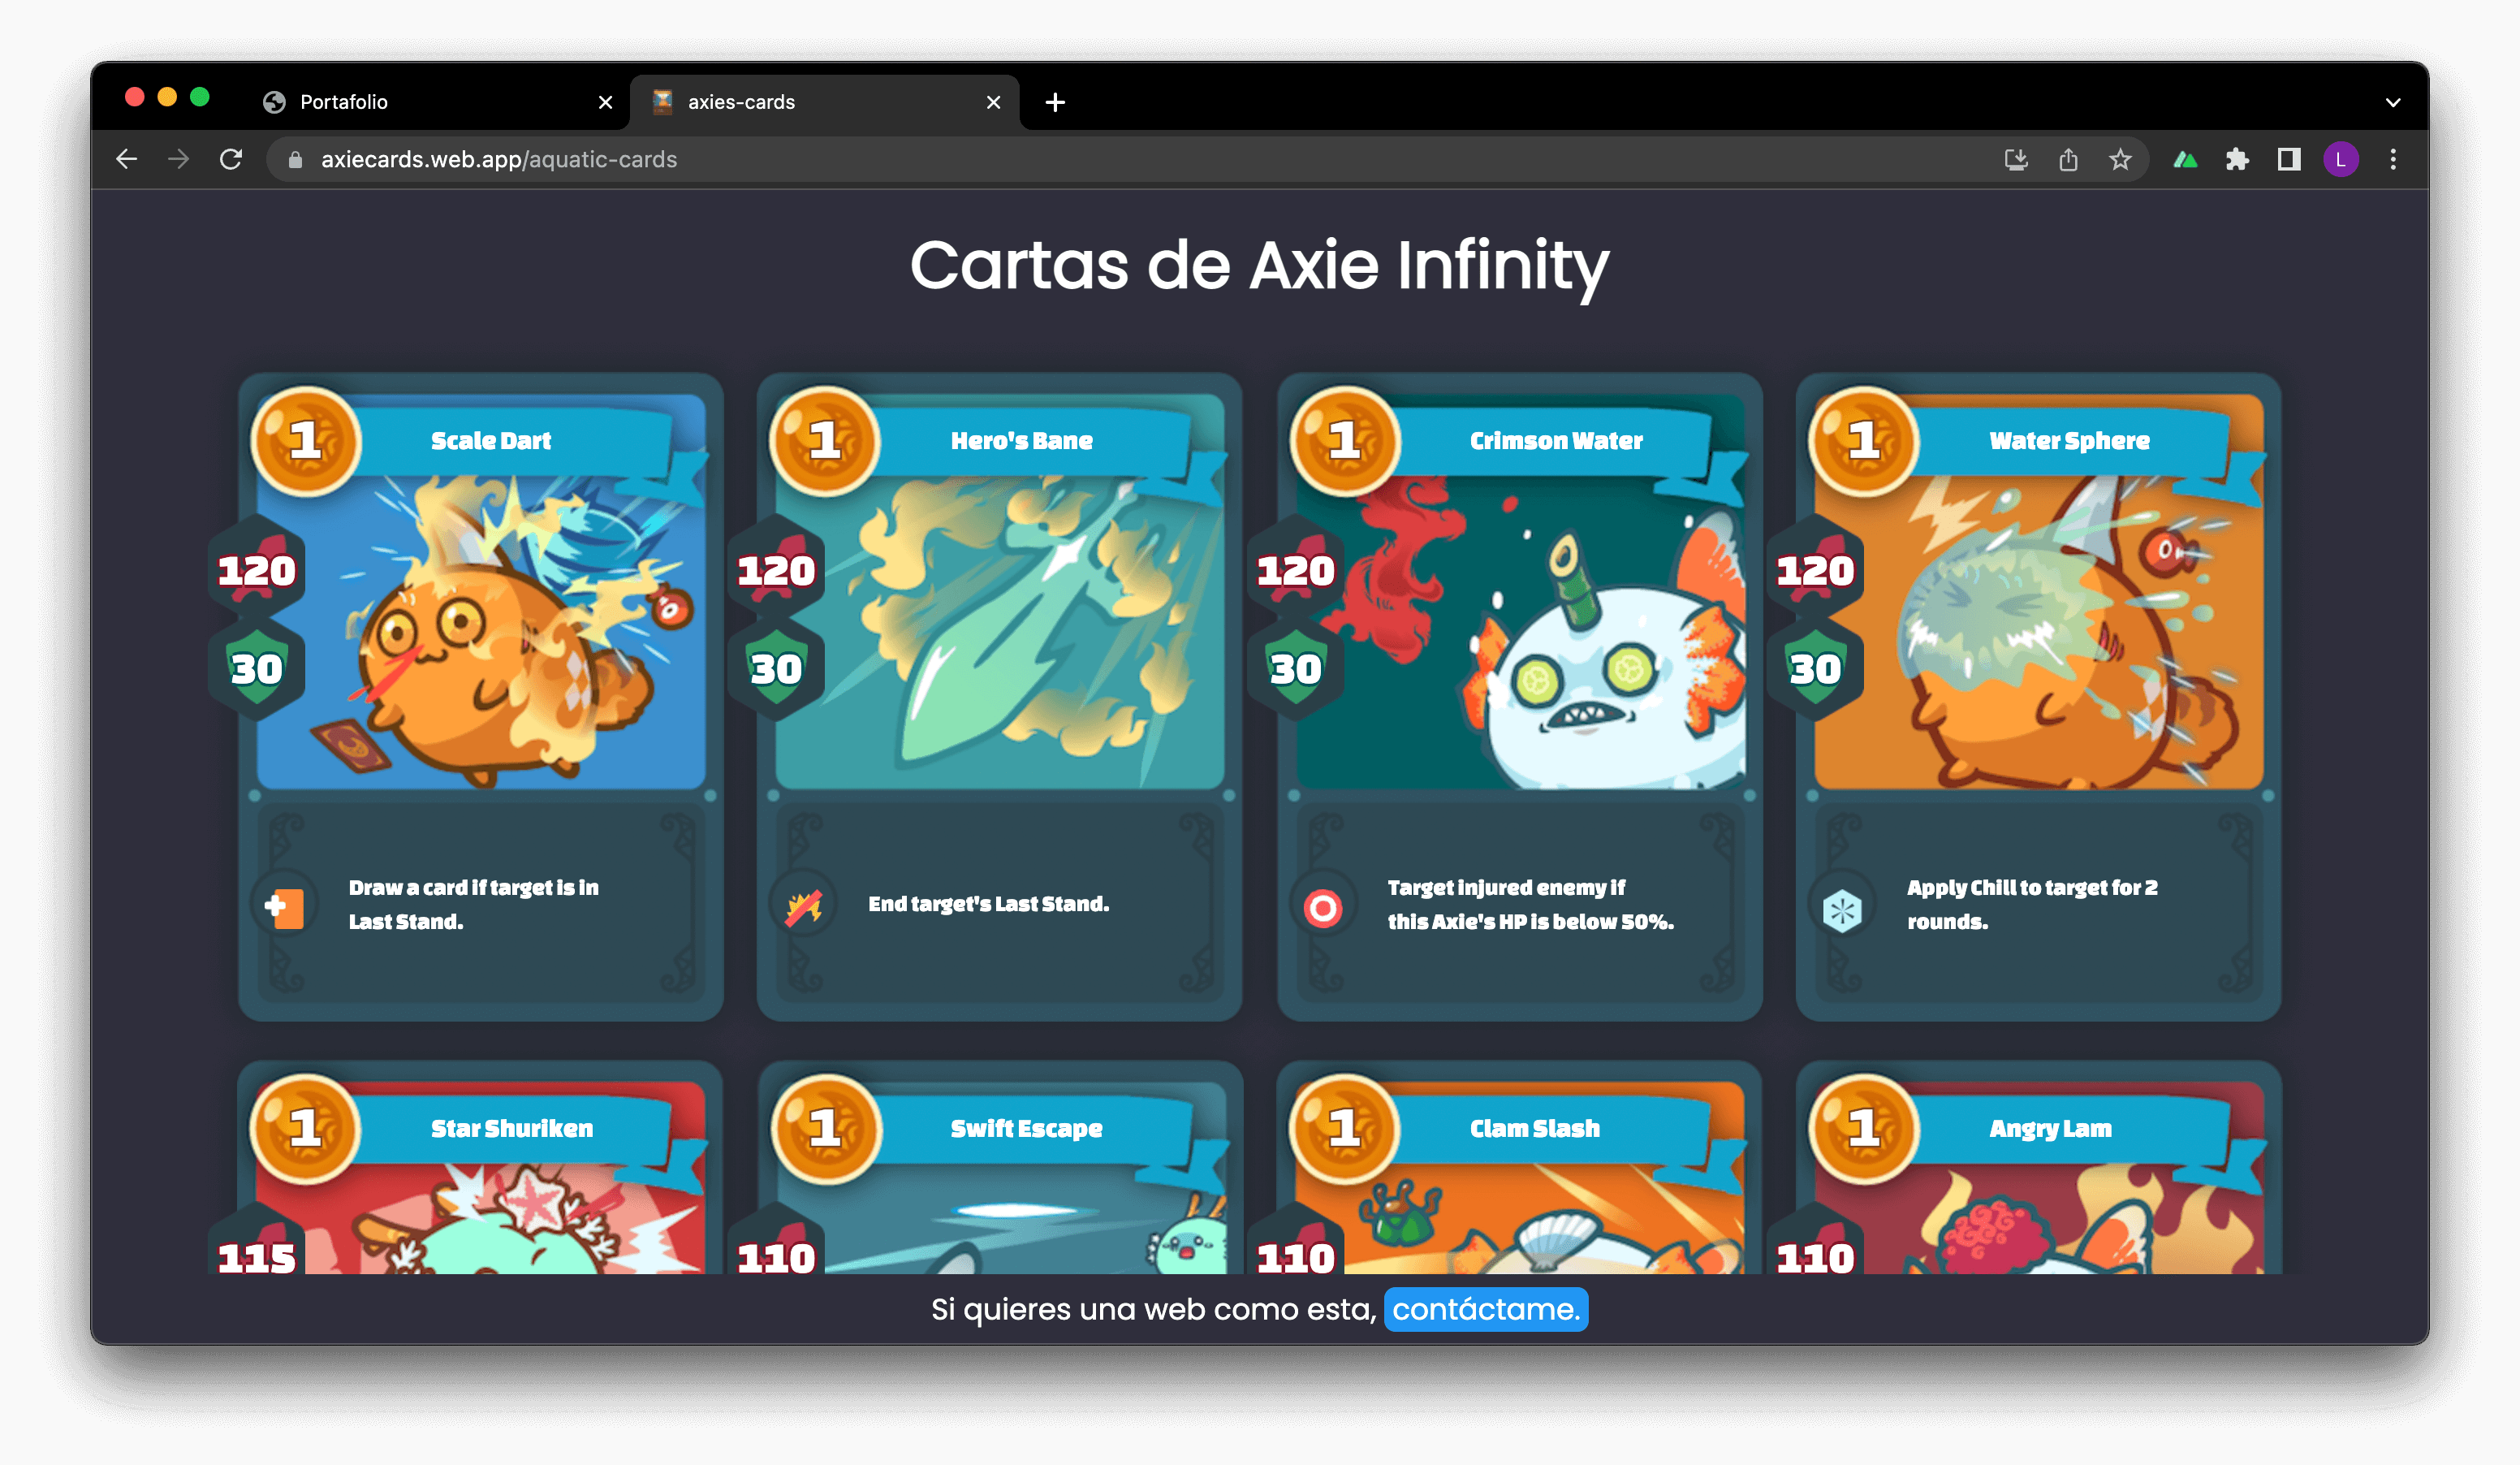 Portafolio
axies-cards
axiecards.web.app/aquatic-cards
L
Cartas de Axie Infinity
1
Scale Dart
120
30
Draw a card if target is in
Last Stand.
1
Hero's Bane
120
30
End target's Last Stand.
1
Crimson Water
120
30
Target injured enemy if
this Axie's HP is below 50%.
1
Water Sphere
120
30
Apply Chill to target for 2
rounds.
1
Star Shuriken
115
1
Swift Escape
110
1
Clam Slash
110
1
Angry Lam
110
Si quieres una web como esta, contáctame.